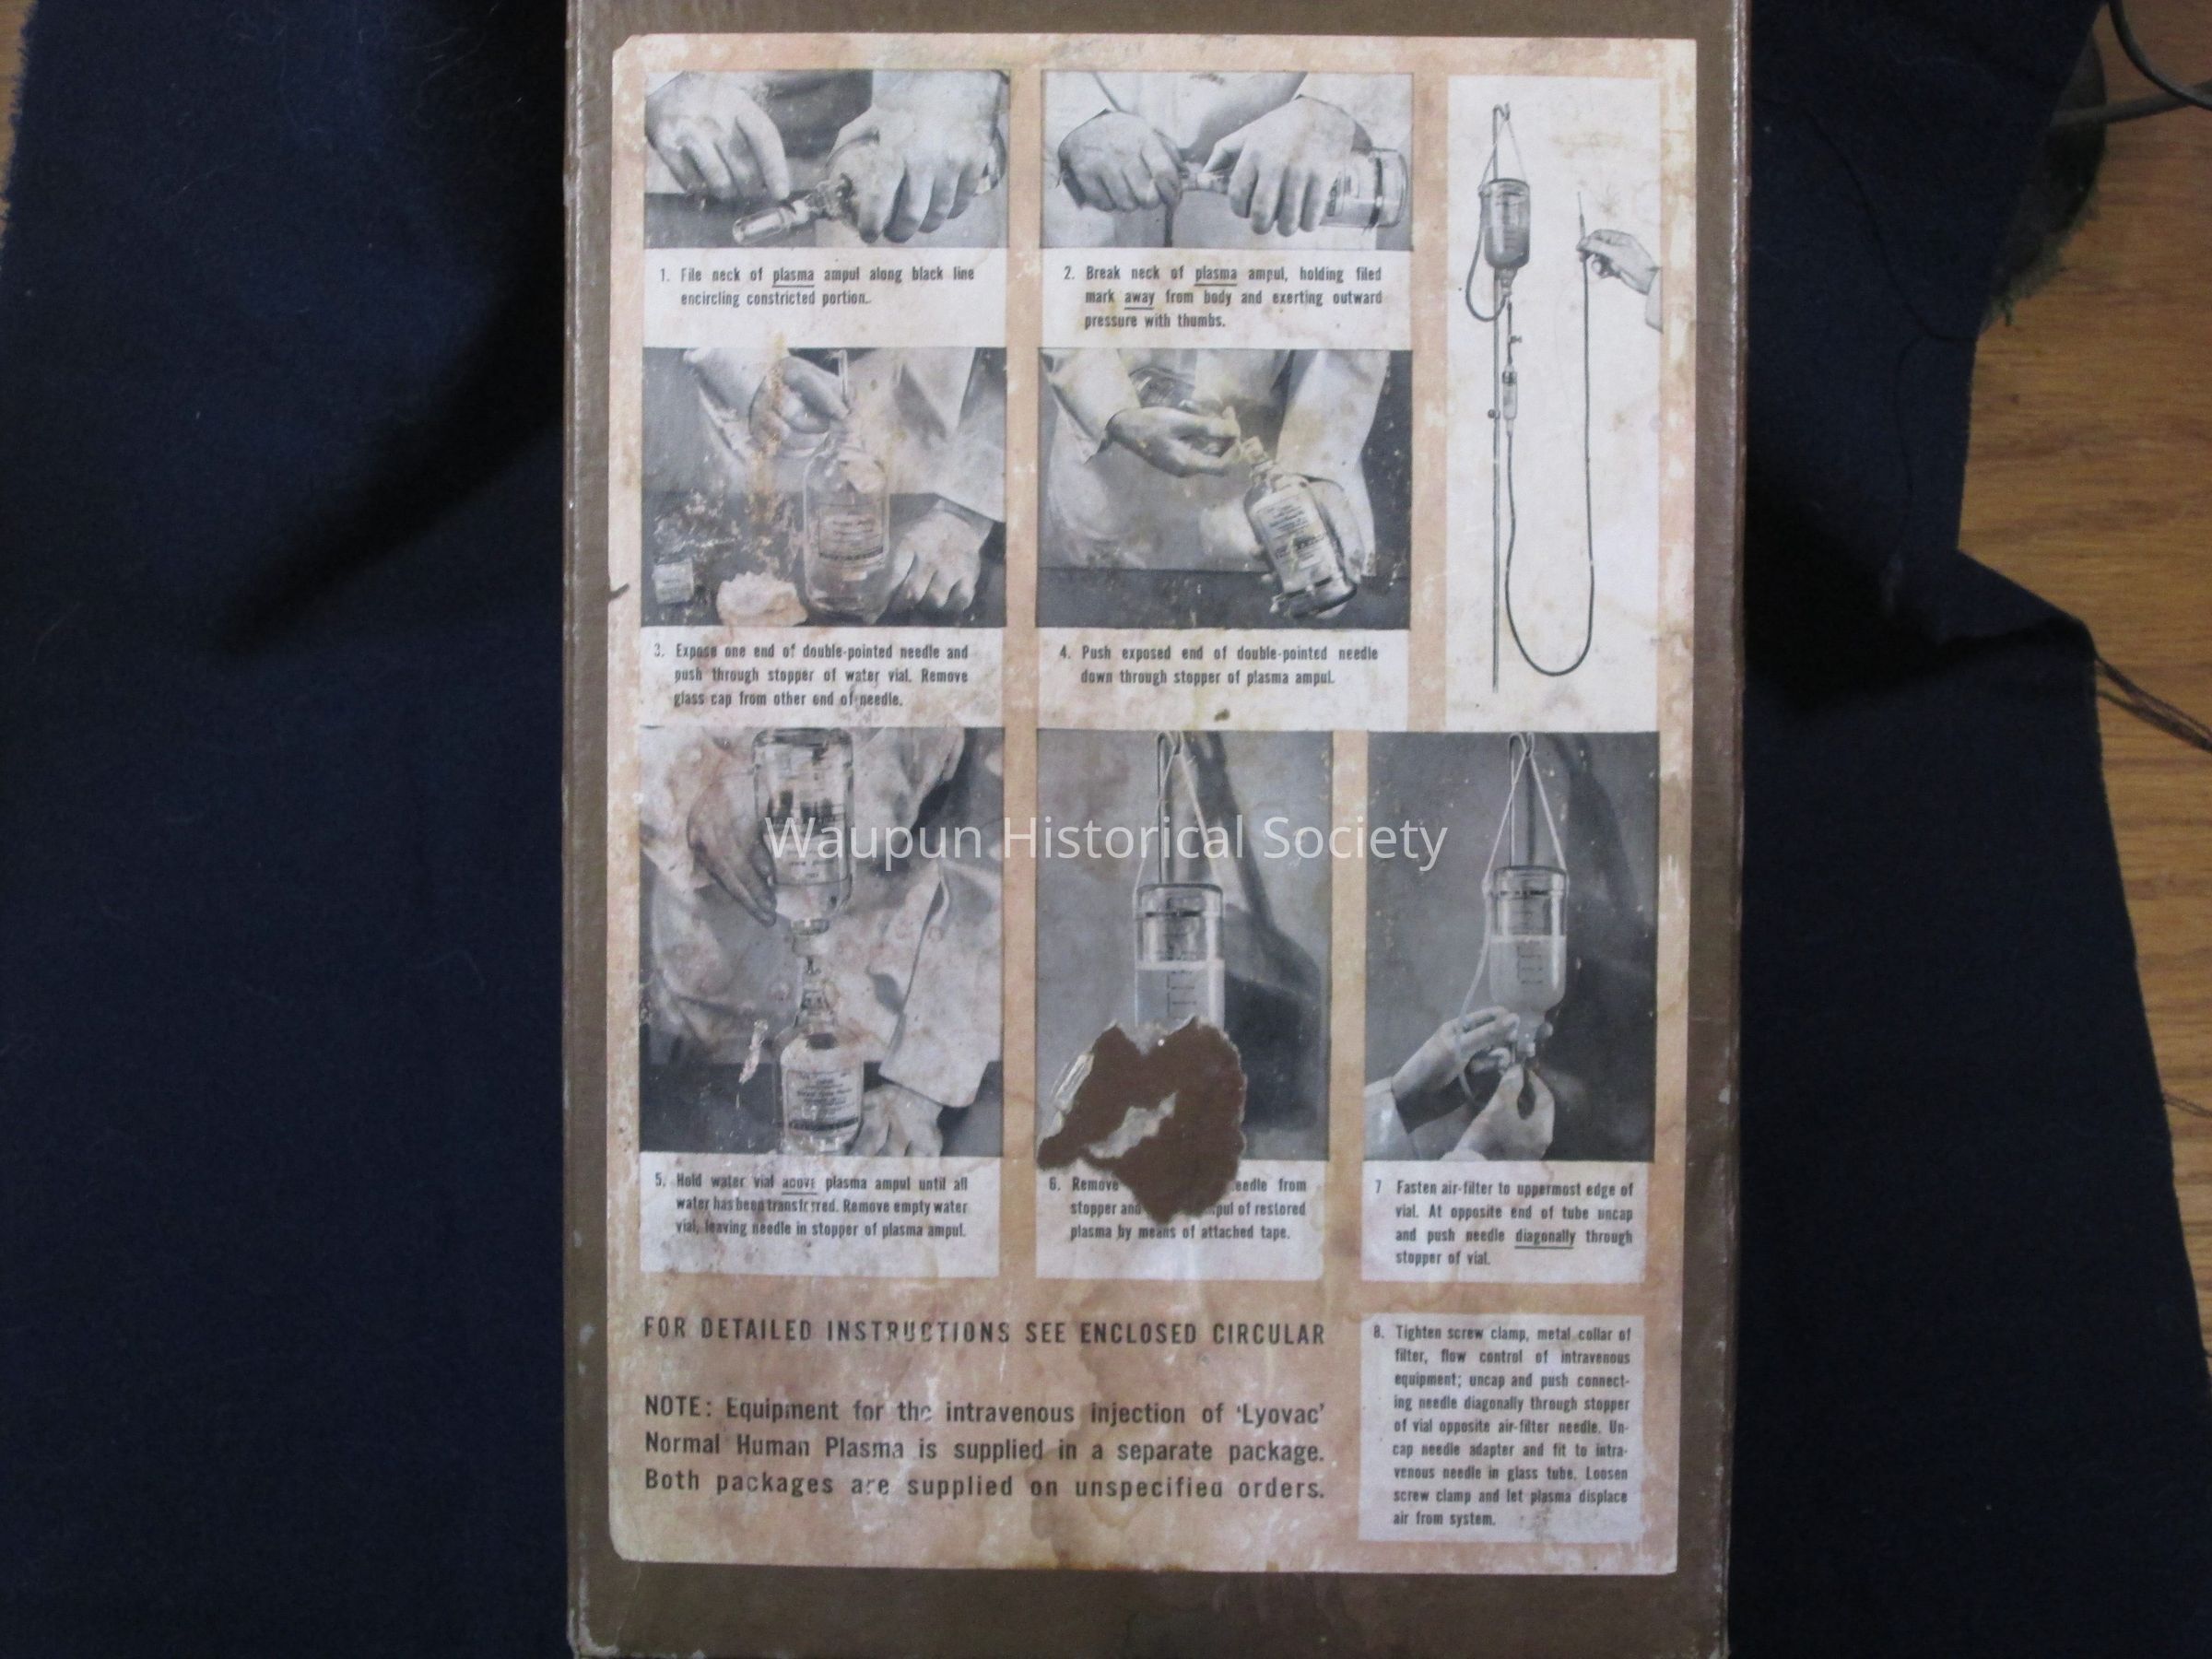 1. File neck of plasma ampul along black line
encircling constricted portion.
2. Break neck of plasma ampul, holding filed
mark away from body and exerting outward
pressure with thumbs.
3. Expose one end of double-pointed needle and
push through stopper of water vial. Remove
glass cap from other end of needle.
4. Push exposed end of double-pointed needle
down through stopper of plasma ampul.
Waupun Historical Society
5. Hold water vial above plasma ampul until all
water has been transferred. Remove empty water
vial, leaving needle in stopper of plasma ampul.
6. Remove from
stopper and of restored
plasma by means of attached tape.
7 Fasten air-filter to uppermost edge of
vial. At opposite end of tube uncap
and push needle diagonally through
stopper of vial.
FOR DETAILED INSTRUCTIONS SEE ENCLOSED CIRCULAR
NOTE: Equipment for the intravenous injection of ‘Lyovac’
Normal Human Plasma is supplied in a separate package.
Both packages are supplied on unspecified orders.
8. Tighten screw clamp, metal collar of
filter, flow control of intravenous
equipment; uncap and push connect-
ing needle diagonally through stopper
of vial opposite air-filter needle. Un-
cap needle adapter and fit to intra-
venous needle in glass tube. Loosen
screw clamp and let plasma displace
air from system.